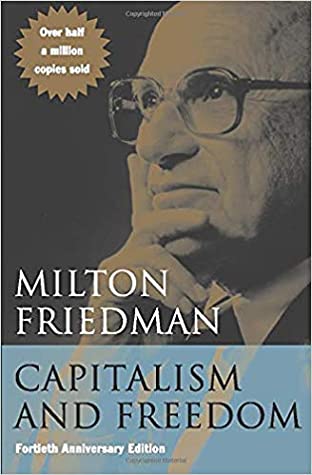 Over half
a million
copies sold
MILTON
FRIEDMAN
CAPITALISM
AND FREEDOM
Fortieth Anniversary Edition